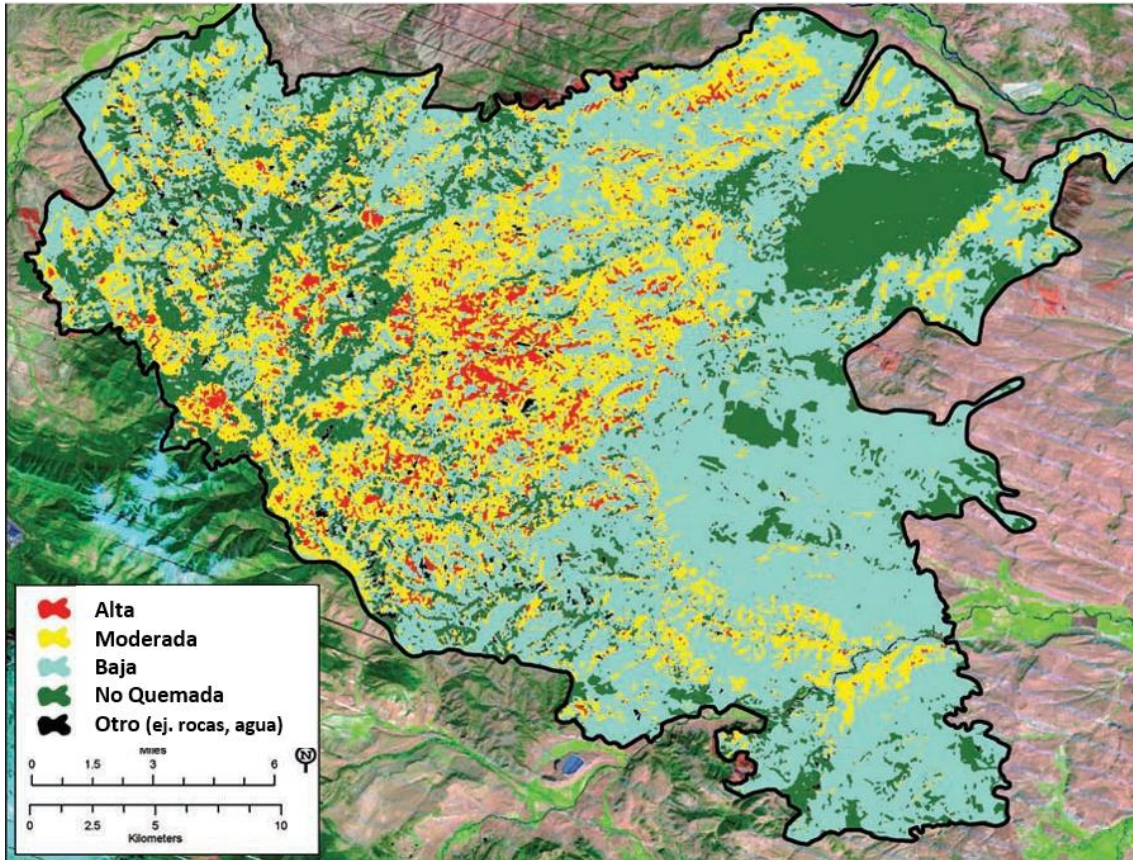 Alta
Moderada
Baja
No Quemada
Otro (ej. rocas, agua)
Miles
N
0 1.5 3 6
0 2.5 5 10
Kilometers